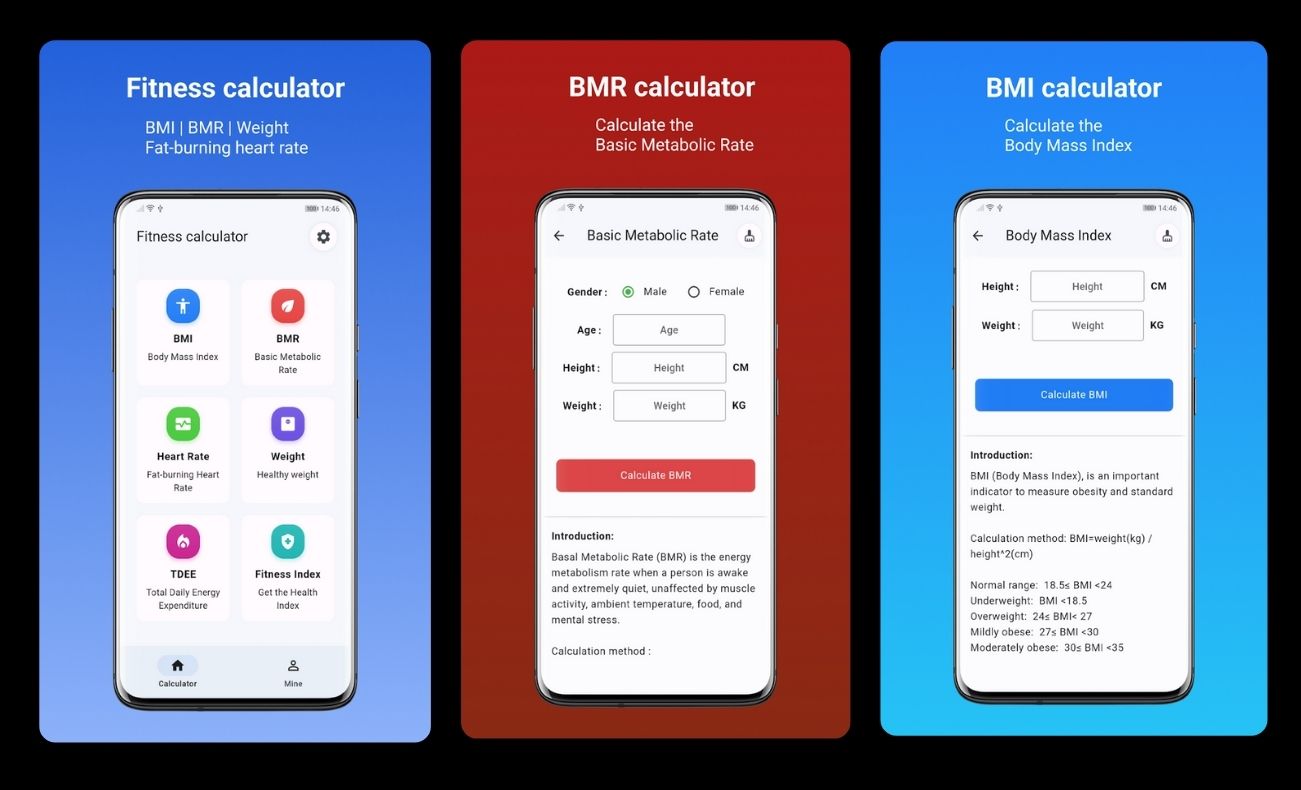 Fitness calculator
BMI | BMR | Weight
Fat-burning heart rate
14:46
Fitness calculator
BMI
Body Mass Index
BMR
Basic Metabolic
Rate
Heart Rate
Fat-burning Heart
Rate
Weight
Healthy weight
TDEE
Total Daily Energy
Expenditure
Fitness Index
Get the Health
Index
Calculator
Mine
BMR calculator
Calculate the
Basic Metabolic Rate
14:46
Basic Metabolic Rate
Gender : Male Female
Age : Age
Height : Height CM
Weight : Weight KG
Calculate BMR
Introduction:
Basal Metabolic Rate (BMR) is the energy
metabolism rate when a person is awake
and extremely quiet, unaffected by muscle
activity, ambient temperature, food, and
mental stress.
Calculation method :
BMI calculator
Calculate the
Body Mass Index
14:46
Body Mass Index
Height : Height CM
Weight : Weight KG
Calculate BMI
Introduction:
BMI (Body Mass Index), is an important
indicator to measure obesity and standard
weight.
Calculation method: BMI=weight(kg) /
height^2(cm)
Normal range: 18.5≤ BMI <24
Underweight: BMI <18.5
Overweight: 24≤ BMI< 27
Mildly obese: 27≤ BMI <30
Moderately obese: 30≤ BMI <35